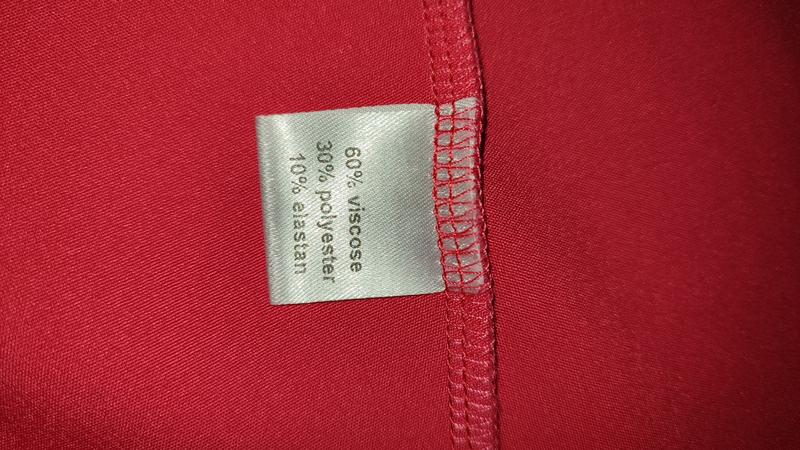 60% viscose
30% polyester
10% elastan